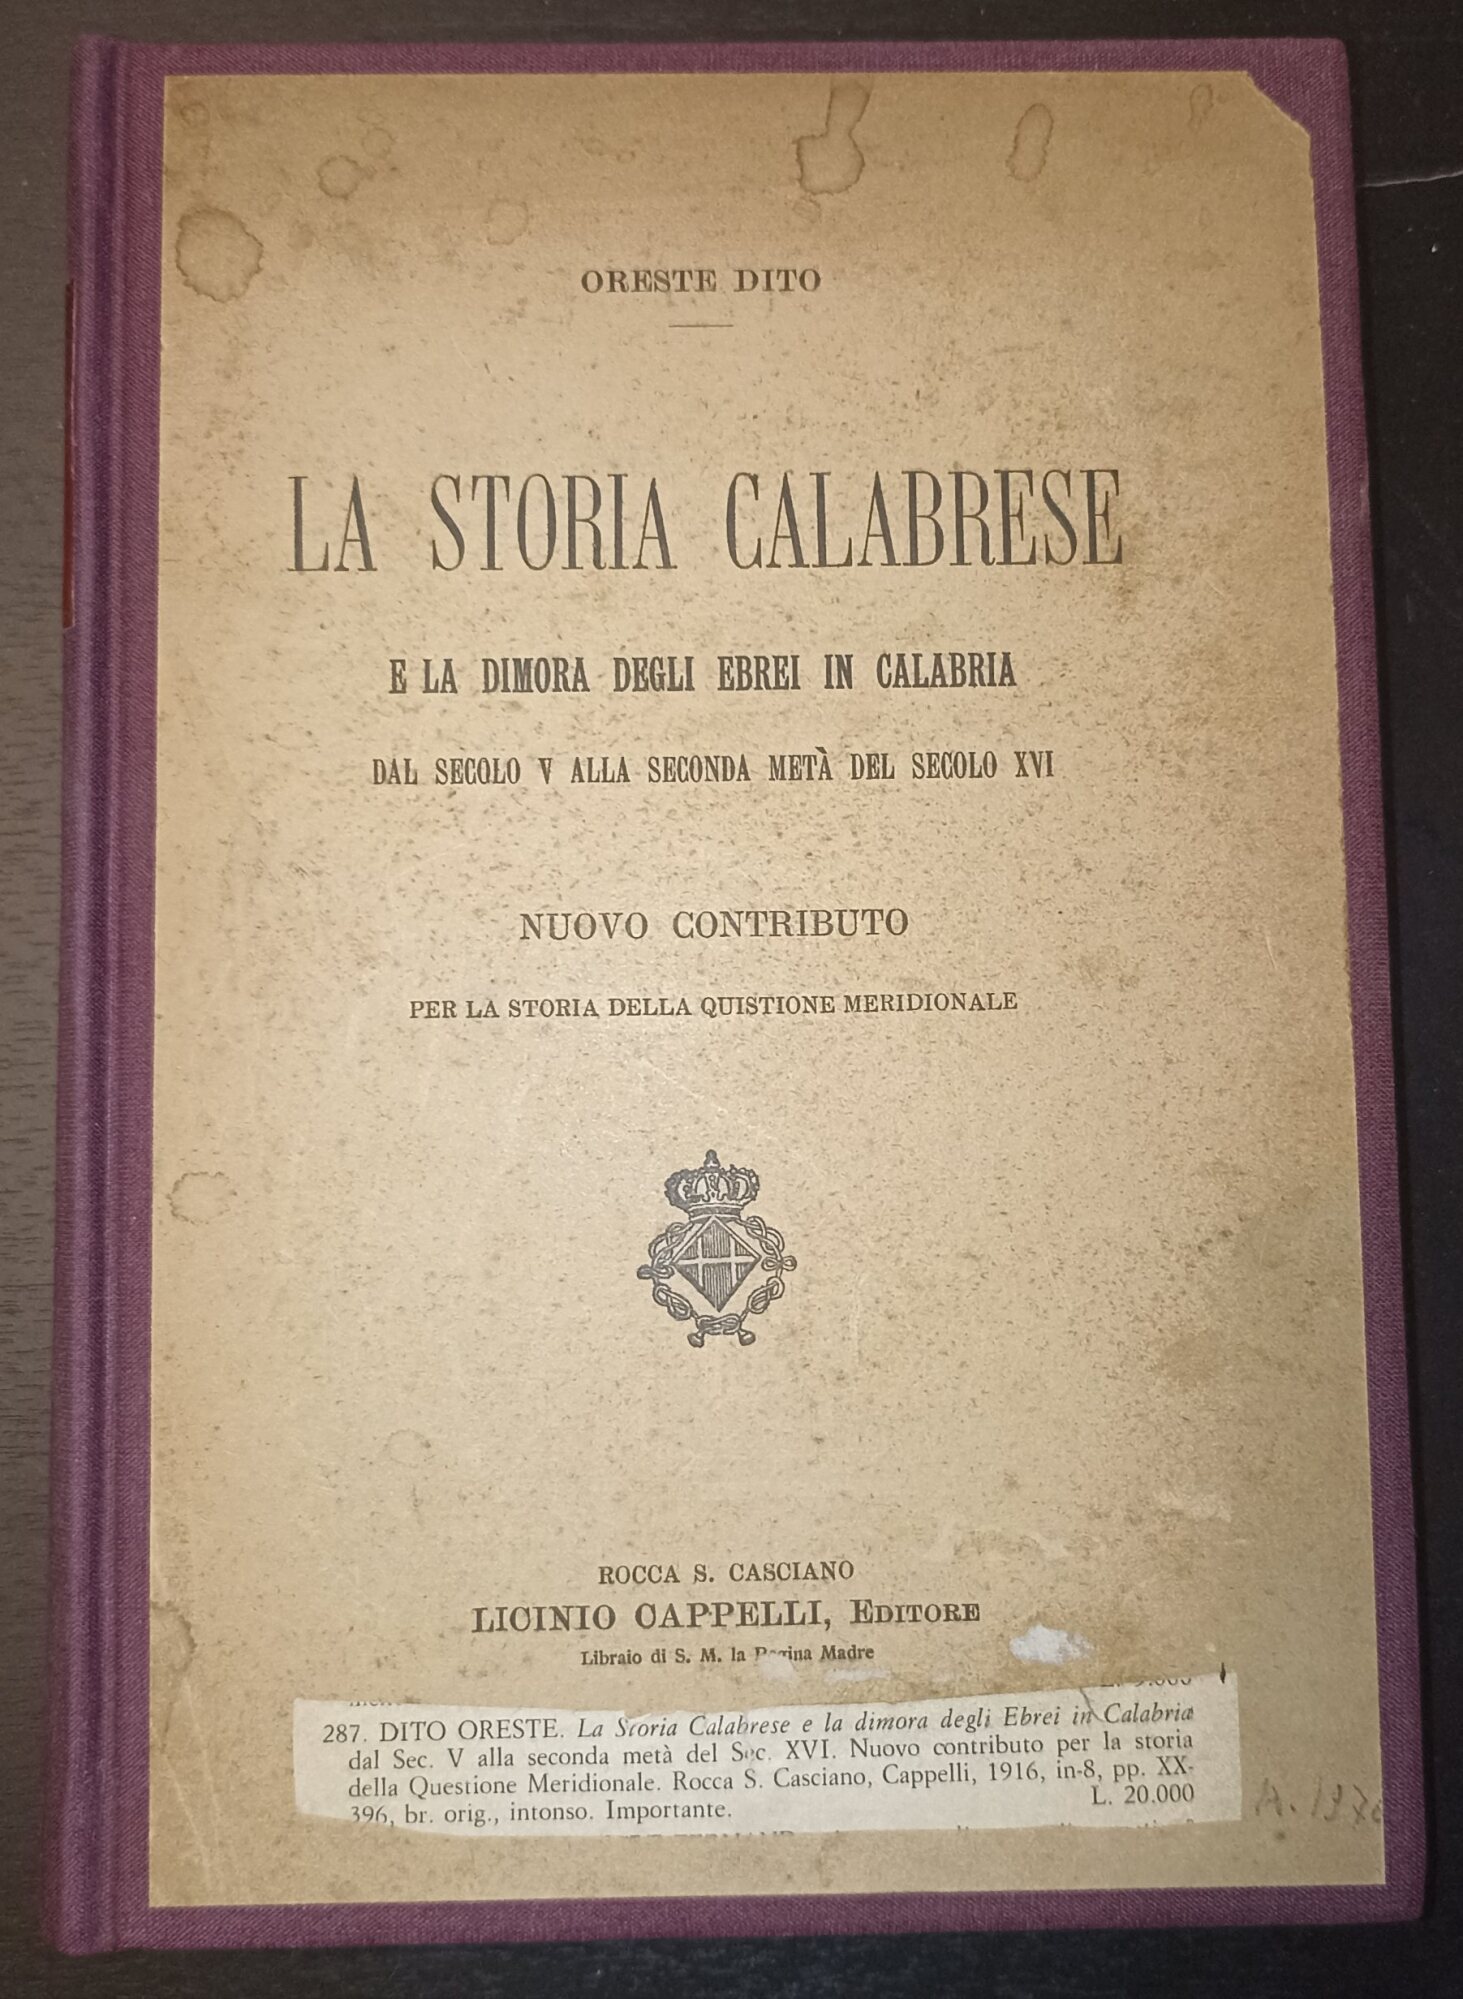 ORESTE DITO
LA STORIA CALABRESE
E LA DIMORA DEGLI EBREI IN CALABRIA
DAL SECOLO V ALLA SECONDA METÀ DEL SECOLO XVI
NUOVO CONTRIBUTO
PER LA STORIA DELLA QUISTIONE MERIDIONALE
ROCCA S. CASCIANO
LICINIO CAPPELLI, EDITORE
Libraio di S. M. la Regina Madre
287. DITO ORESTE. La Storia Calabrese e la dimora degli Ebrei in Calabria
dal Sec. V alla seconda metà del Sec. XVI. Nuovo contributo per la storia
della Questione Meridionale. Rocca S. Casciano, Cappelli, 1916, in-8, pp. XX-
396, br. orig., intonso. Importante. L. 20.000